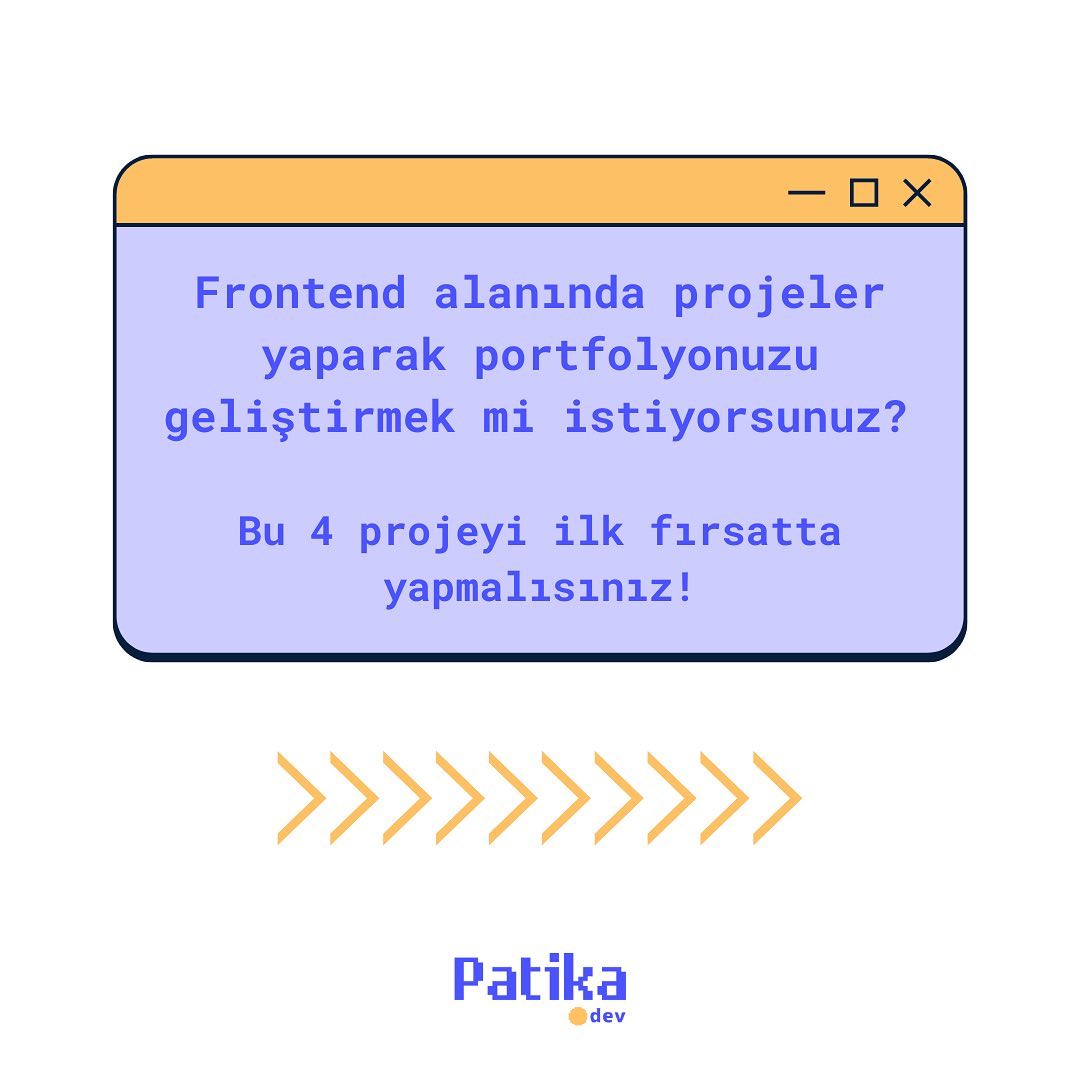 Frontend alanında projeler
yaparak portfolyonuzu
geliştirmek mi istiyorsunuz?
Bu 4 projeyi ilk fırsatta
yapmalısınız!
Patika
dev